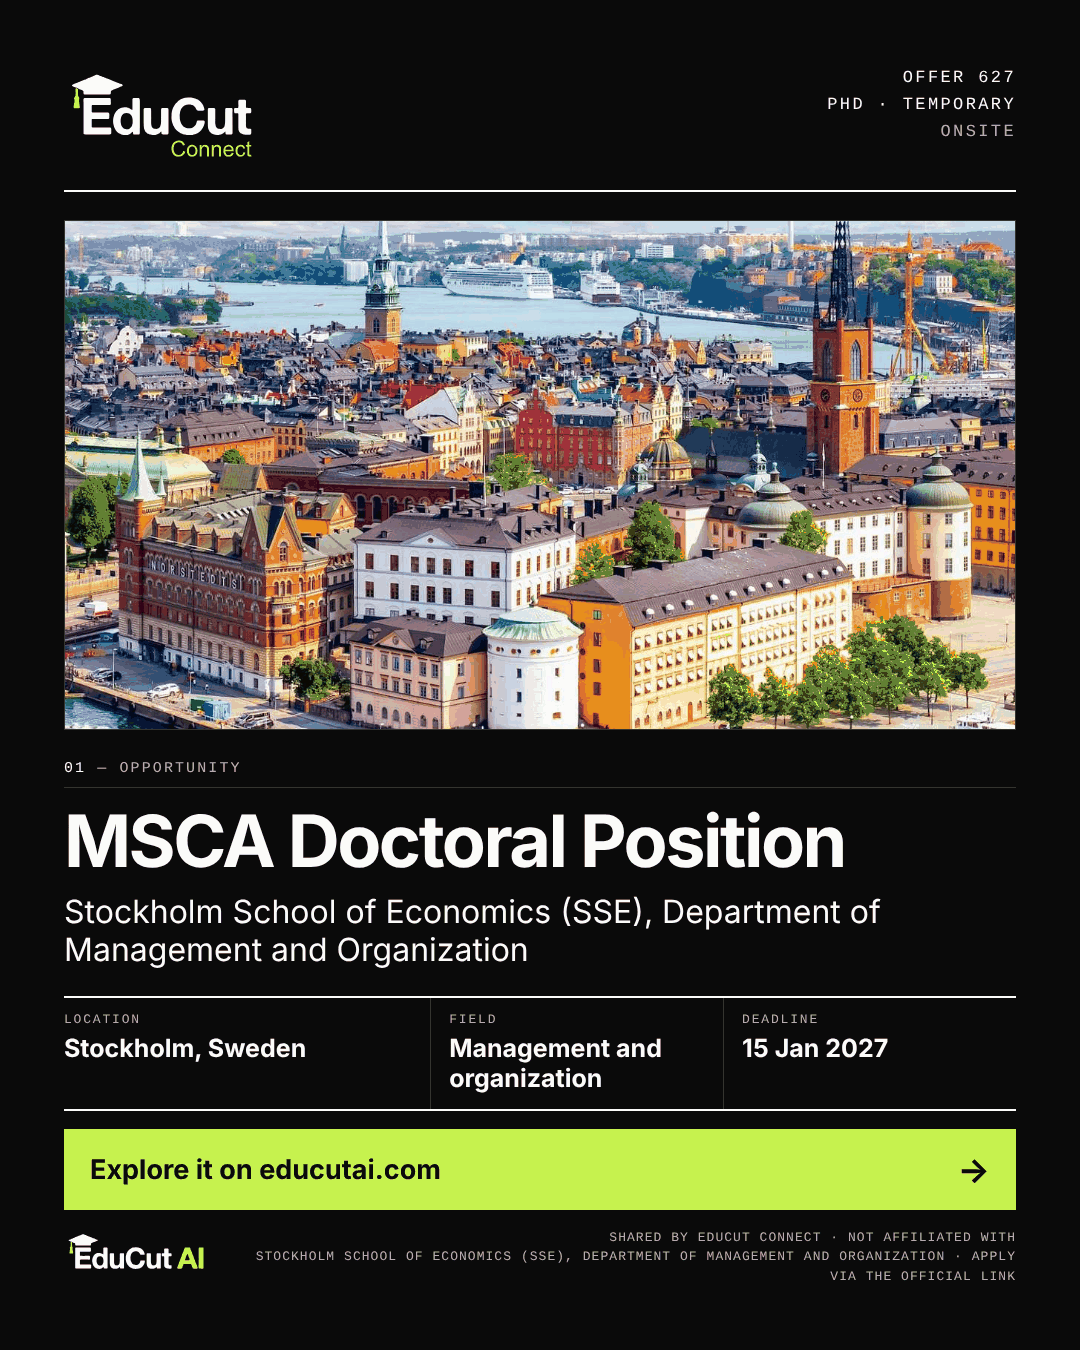 EduCut
Connect
OFFER 627
PHD · TEMPORARY
ONSITE
NORSTEDTS
01 — OPPORTUNITY
MSCA Doctoral Position
Stockholm School of Economics (SSE), Department of
Management and Organization
LOCATION
Stockholm, Sweden
FIELD
Management and
organization
DEADLINE
15 Jan 2027
Explore it on educutai.com
→
EduCut AI
SHARED BY EDUCUT CONNECT · NOT AFFILIATED WITH
STOCKHOLM SCHOOL OF ECONOMICS (SSE), DEPARTMENT OF MANAGEMENT AND ORGANIZATION · APPLY
VIA THE OFFICIAL LINK